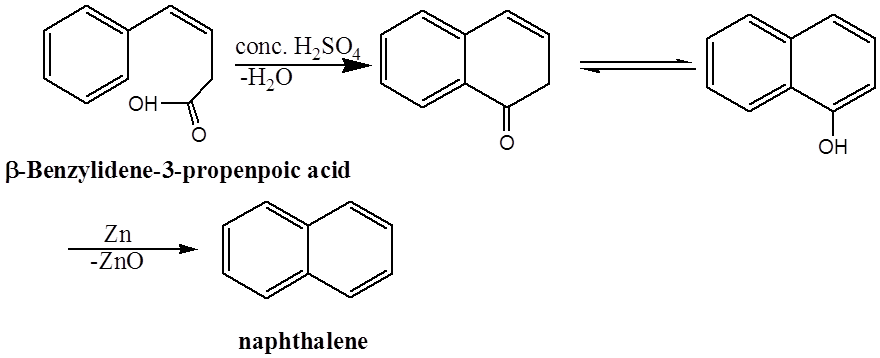 conc. H₂SO₄
-H₂O
OH
O
O
OH
β-Benzylidene-3-propenpoic acid
Zn
-ZnO
naphthalene